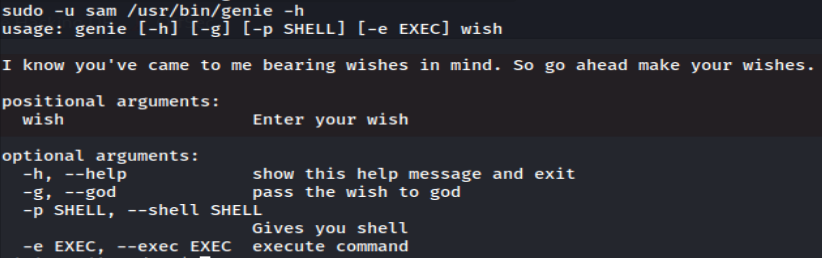 sudo -u sam /usr/bin/genie -h
usage: genie [-h] [-g] [-p SHELL] [-e EXEC] wish
I know you've came to me bearing wishes in mind. So go ahead make your wishes.
positional arguments:
wish Enter your wish
optional arguments:
-h, --help show this help message and exit
-g, --god pass the wish to god
-p SHELL, --shell SHELL
Gives you shell
-e EXEC, --exec EXEC execute command